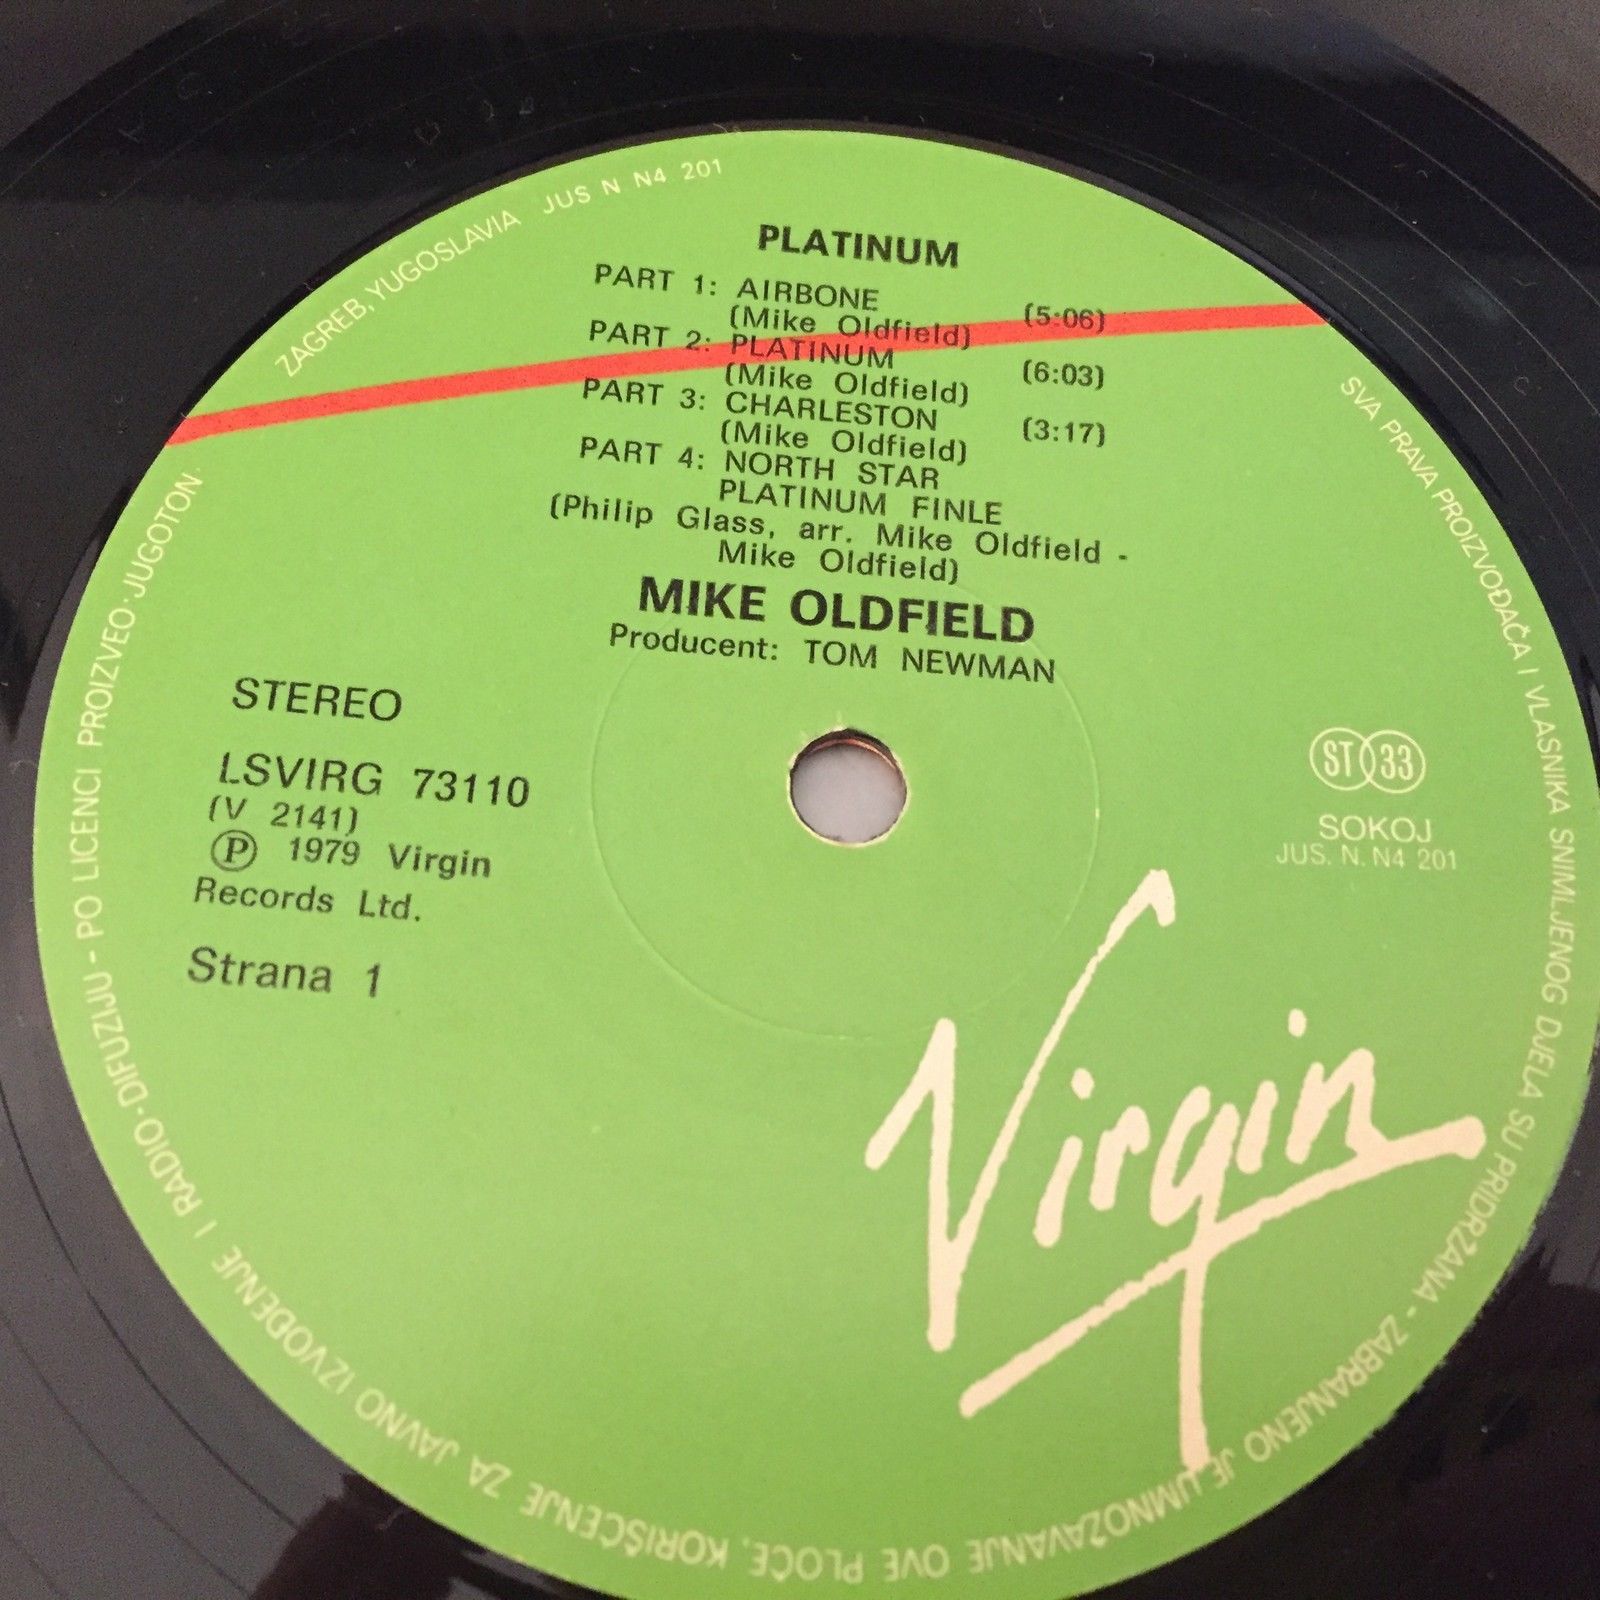 PLATINUM
PART 1: AIRBONE (5:06)
(Mike Oldfield)
PART 2: PLATINUM (6:03)
(Mike Oldfield)
PART 3: CHARLESTON (3:17)
(Mike Oldfield)
PART 4: NORTH STAR
PLATINUM FINLE
(Philip Glass, arr. Mike Oldfield -
Mike Oldfield)
MIKE OLDFIELD
Producent: TOM NEWMAN
STEREO
LSVIRG 73110
(V 2141)
Ⓟ 1979 Virgin
Records Ltd.
Strana 1
ST 33
SOKOJ
JUS. N. N4 201
Virgin
SVA PRAVA PROIZVOĐAČA I VLASNIKA SNIMLJENOG DJELA SU PRIDRŽANA - ZABRANJENO JE UMNOŽAVANJE OVE PLOČE, KORIŠĆENJE ZA JAVNO IZVOĐENJE I RADIO-DIFUZIJU - PO LICENCI PROIZVEO: JUGOTON, ZAGREB, YUGOSLAVIA JUS N N4 201